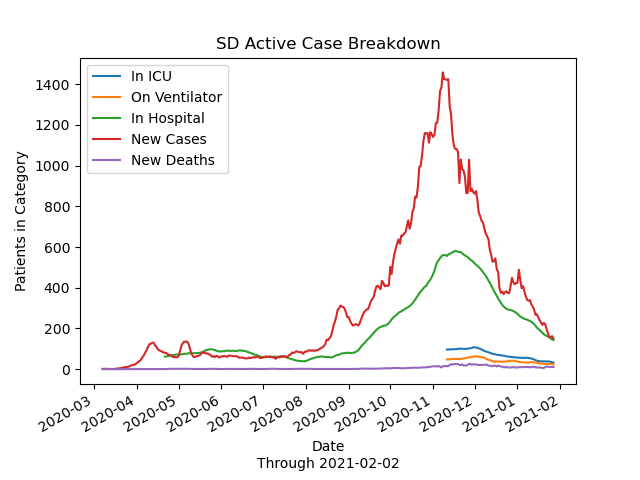 SD Active Case Breakdown
In ICU
On Ventilator
In Hospital
New Cases
New Deaths
Patients in Category
1400
1200
1000
800
600
400
200
0
2020-03
2020-04
2020-05
2020-06
2020-07
2020-08
2020-09
2020-10
2020-11
2020-12
2021-01
2021-02
Date
Through 2021-02-02